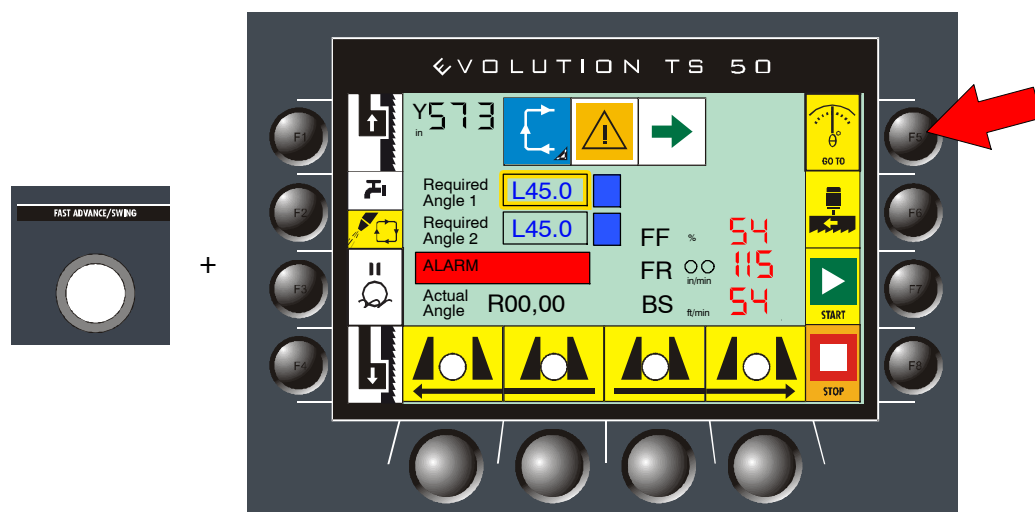 EVOLUTION TS 50
F1
Y573
in
θ°
GO TO
F5
FAST ADVANCE/SWING
+
F2
Required
Angle 1
L45.0
F6
Required
Angle 2
L45.0
FF % 54
F3
ALARM
FR in/min 115
F7
START
Actual
Angle
R00,00
BS ft/min 54
F4
STOP
F8